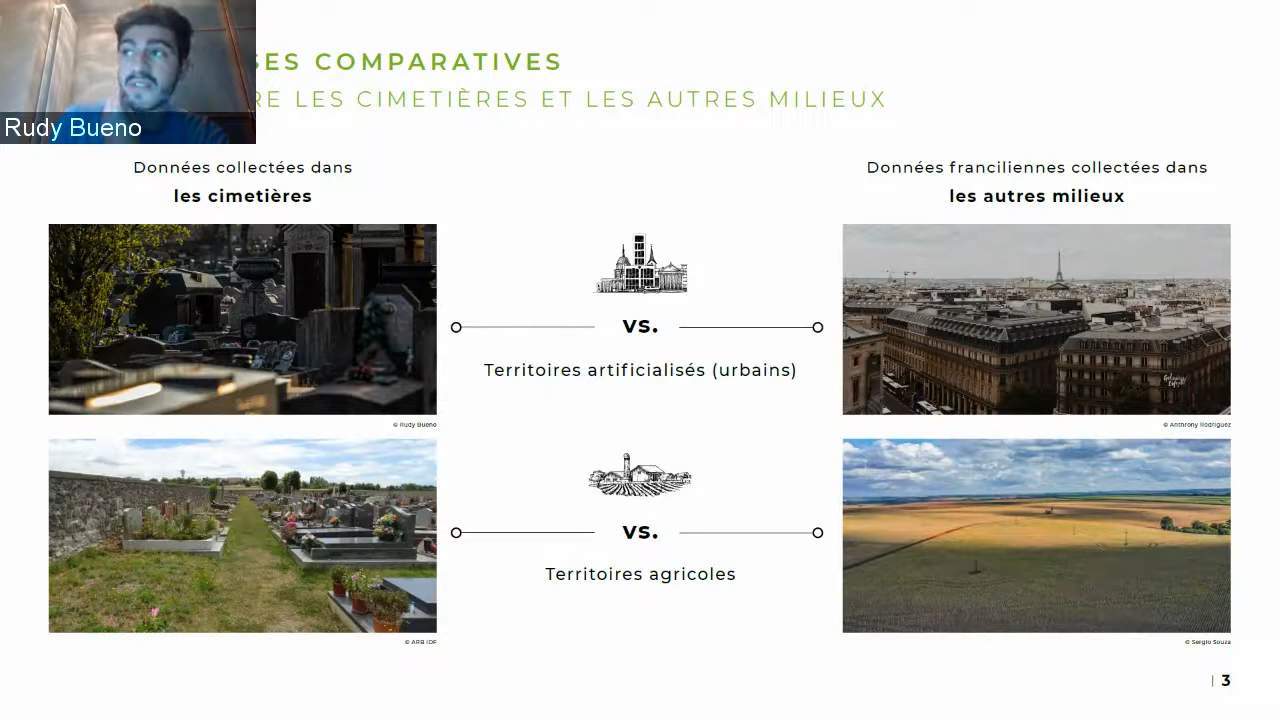 SES COMPARATIVES
RE LES CIMETIÈRES ET LES AUTRES MILIEUX
Rudy Bueno
Données collectées dans
les cimetières
Données franciliennes collectées dans
les autres milieux
vs.
Territoires artificialisés (urbains)
© Rudy Bueno
© Anthrony Rodriguez
vs.
Territoires agricoles
© ARB IDF
© Sergio Souza
| 3